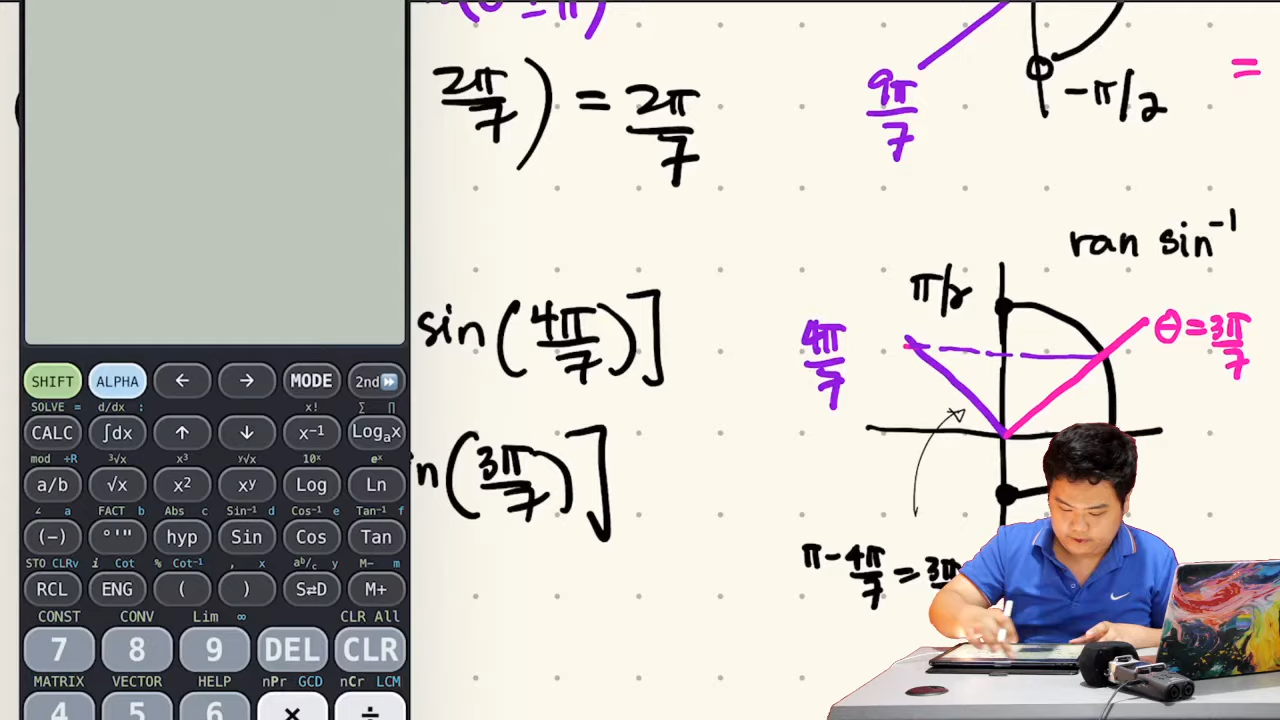 2π/7) = 2π/7
9π/7
-π/2
=
ran sin⁻¹
π/2
sin(4π/7)]
4π/7
θ=3π/7
n(3π/7)]
π-4π/7=3π
SHIFT ALPHA ← → MODE 2nd
SOLVE = d/dx : x! Σ Π
CALC ∫dx ↑ ↓ x⁻¹ Logₐx
mod ÷R ³√x x³ ʸ√x 10ˣ eˣ
a/b √x x² xʸ Log Ln
∠ a FACT b Abs c Sin⁻¹ d Cos⁻¹ e Tan⁻¹ f
(−) °'" hyp Sin Cos Tan
STO CLRv i Cot % Cot⁻¹ , x aᵇ/c y M− m
RCL ENG ( ) S⇄D M+
CONST CONV Lim ∞ CLR All
7 8 9 DEL CLR
MATRIX VECTOR HELP nPr GCD nCr LCM
4 5 6 × ÷